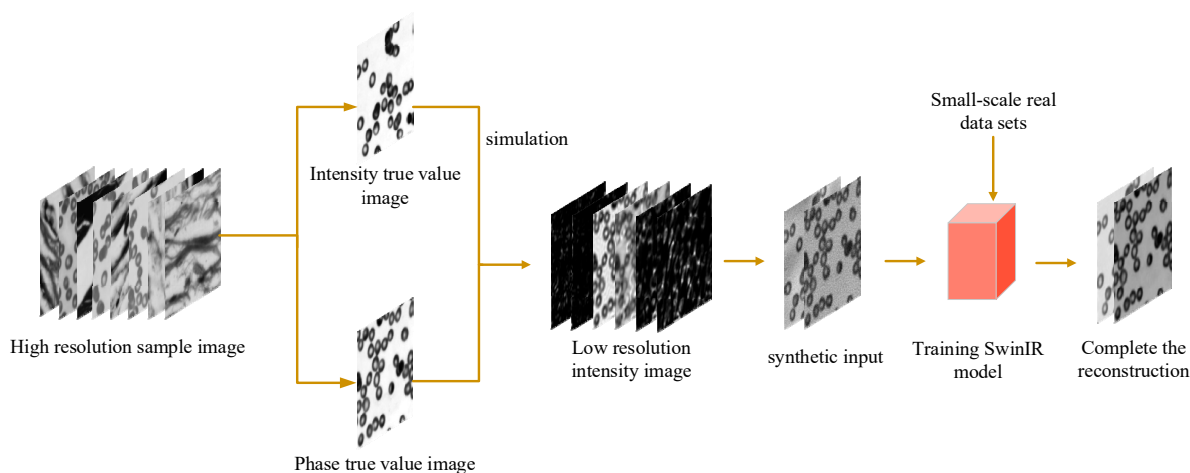 High resolution sample image
Intensity true value
image
Phase true value image
simulation
Low resolution
intensity image
synthetic input
Small-scale real
data sets
Training SwinIR
model
Complete the
reconstruction